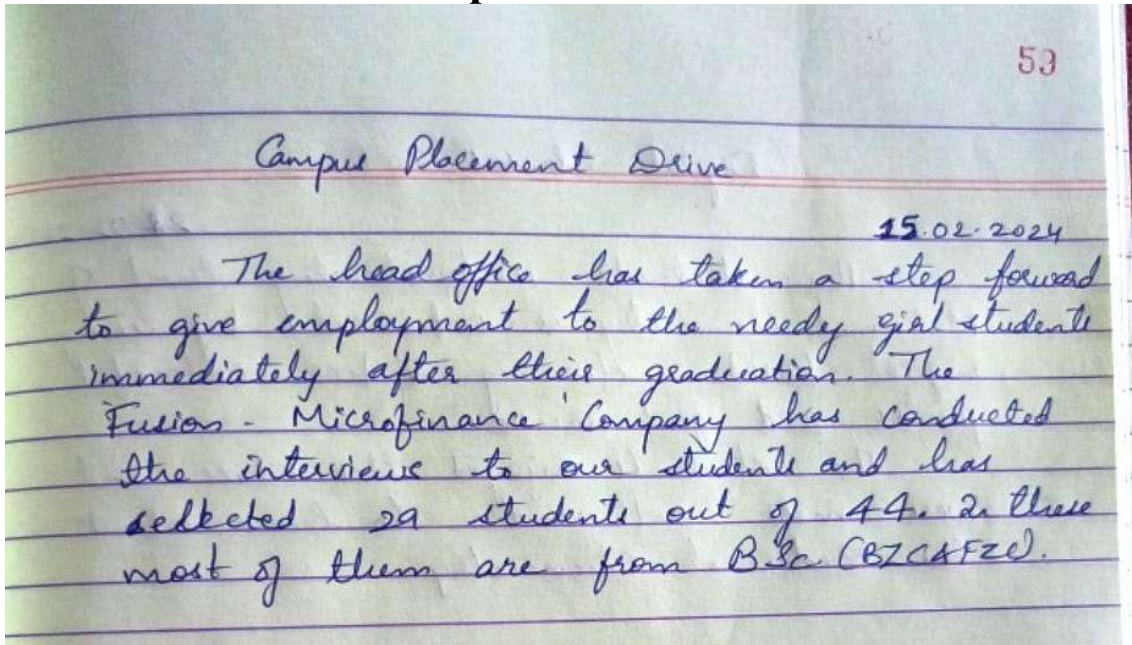 53
Campus Placement Drive
15.02.2024
The head office has taken a step forward
to give employment to the needy girl students
immediately after their graduation. The
Fusion - Microfinance Company has conducted
the interviews to our students and has
selected 29 students out of 44. In these
most of them are from B.Sc (BZC&FZC).